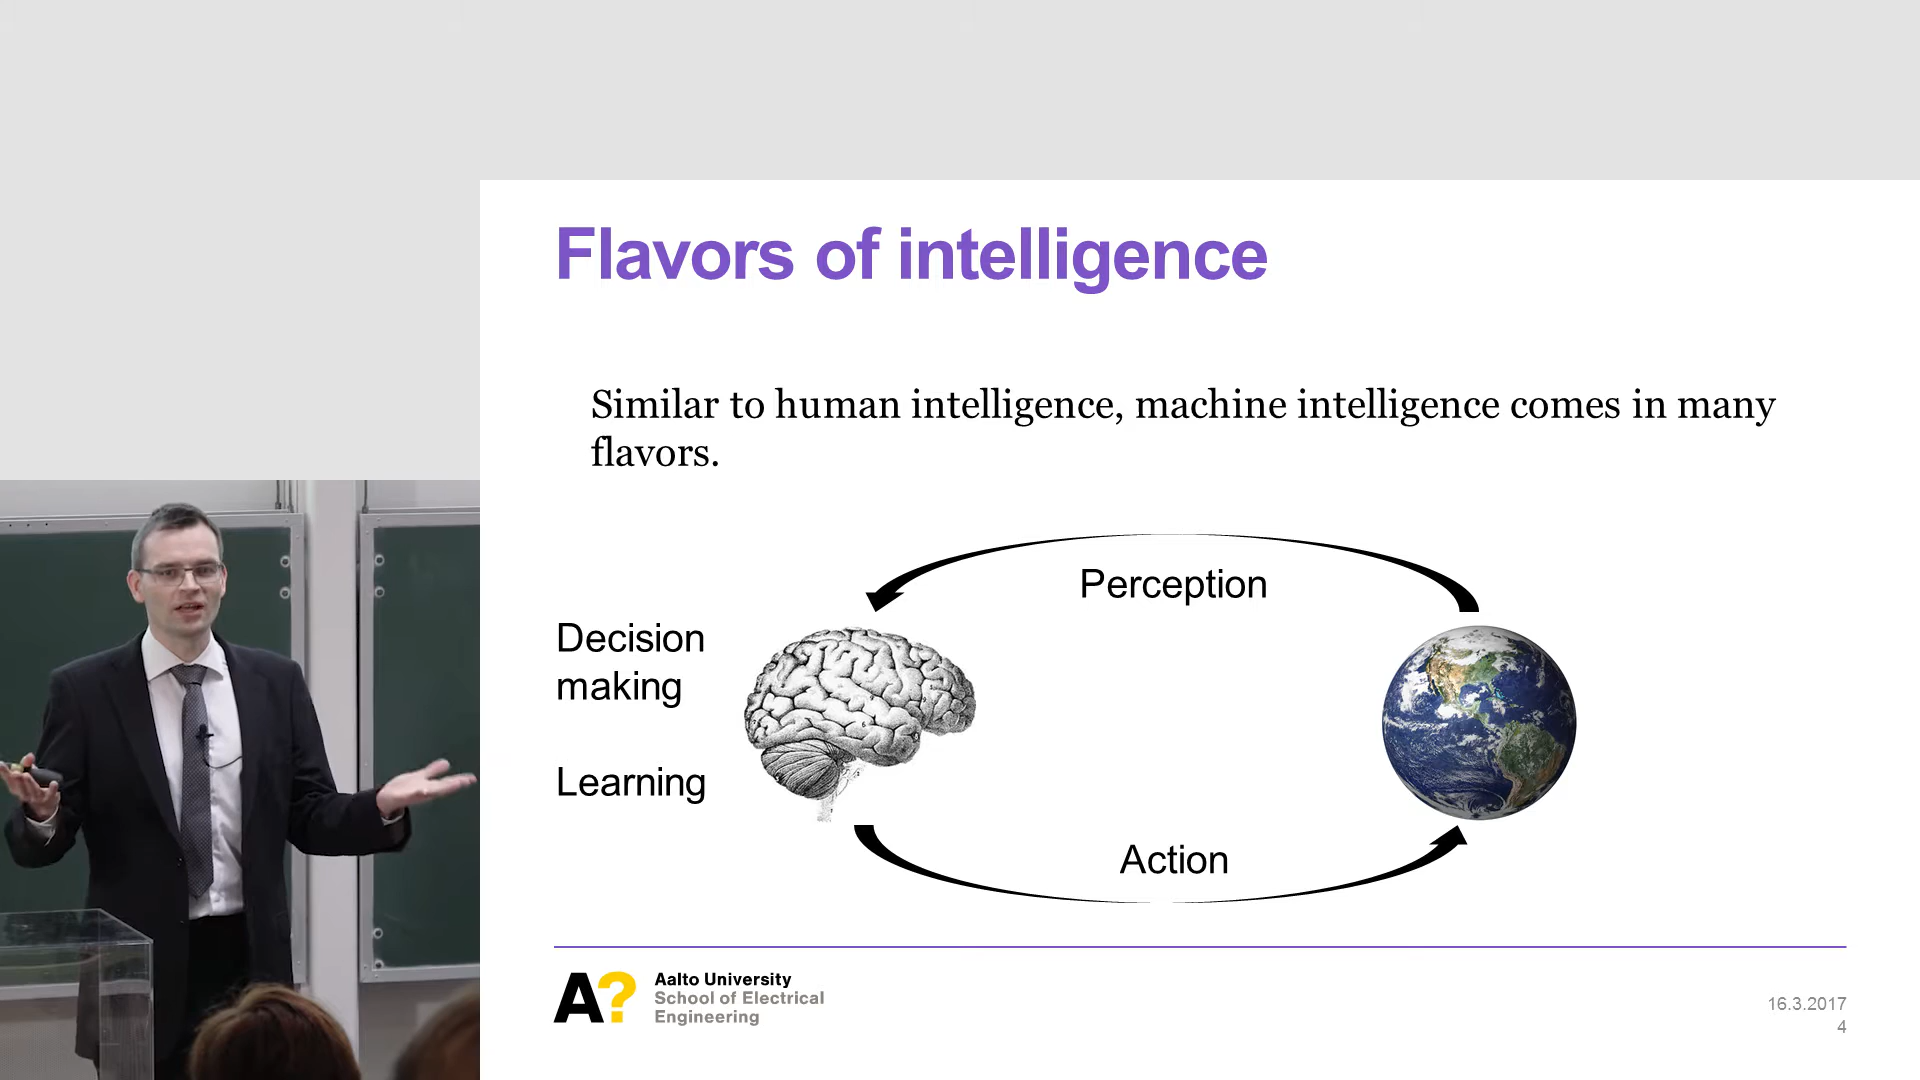 Flavors of intelligence
Similar to human intelligence, machine intelligence comes in many
flavors.
Perception
Decision
making
Learning
Action
A?
Aalto University
School of Electrical
Engineering
16.3.2017
4